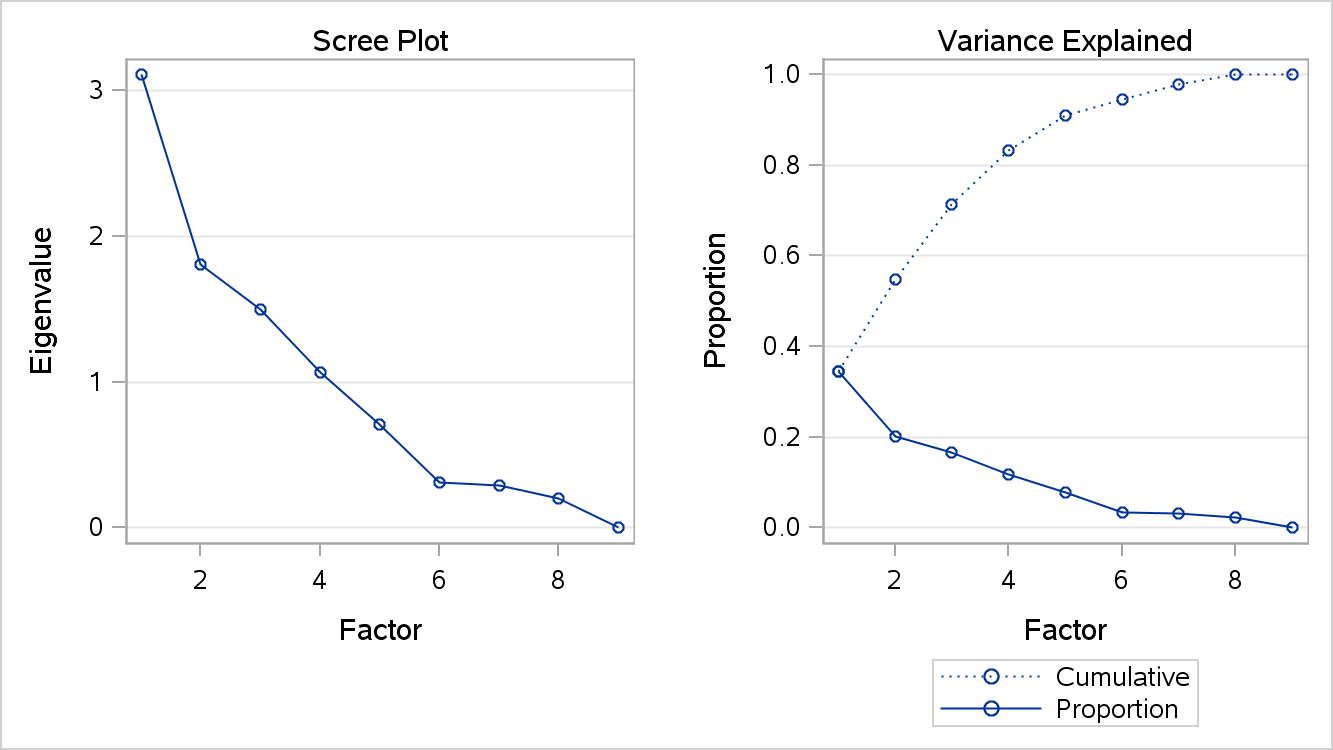 Scree Plot
3
2
1
0
Eigenvalue
2 4 6 8
Factor
Variance Explained
1.0
0.8
0.6
0.4
0.2
0.0
Proportion
2 4 6 8
Factor
Cumulative
Proportion